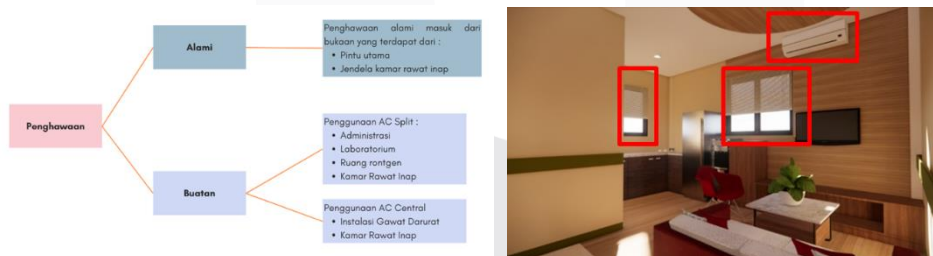 Penghawaan
Alami
Penghawaan alami masuk dari
bukaan yang terdapat dari :
• Pintu utama
• Jendela kamar rawat inap
Buatan
Penggunaan AC Split :
• Administrasi
• Laboratorium
• Ruang rontgen
• Kamar Rawat Inap
Penggunaan AC Central
• Instalasi Gawat Darurat
• Kamar Rawat Inap